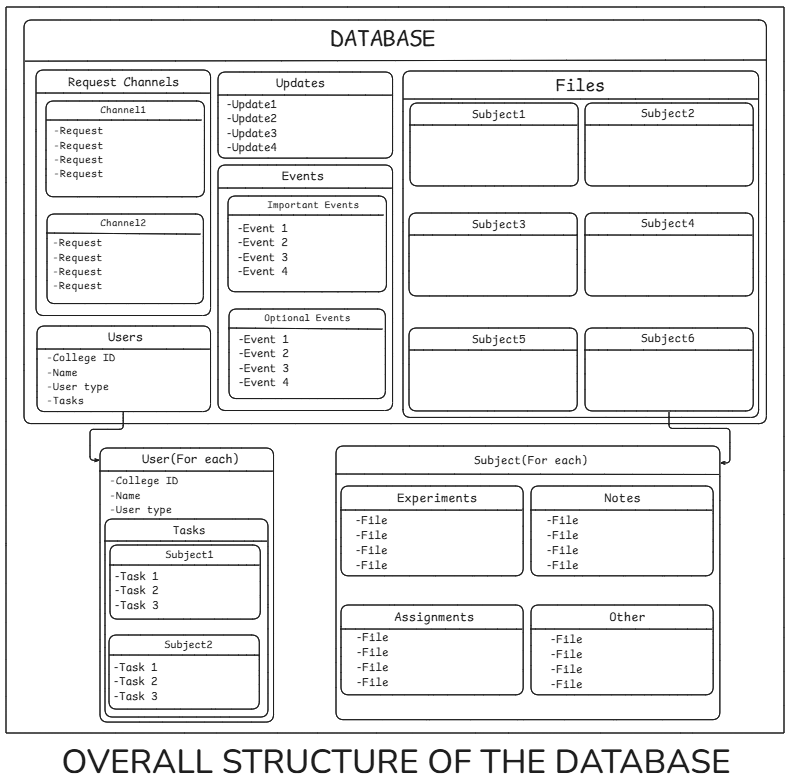 DATABASE
Request Channels
Channel1
-Request
-Request
-Request
-Request
Channel2
-Request
-Request
-Request
-Request
Users
-College ID
-Name
-User type
-Tasks
Updates
-Update1
-Update2
-Update3
-Update4
Events
Important Events
-Event 1
-Event 2
-Event 3
-Event 4
Optional Events
-Event 1
-Event 2
-Event 3
-Event 4
Files
Subject1
Subject2
Subject3
Subject4
Subject5
Subject6
User(For each)
-College ID
-Name
-User type
Tasks
Subject1
-Task 1
-Task 2
-Task 3
Subject2
-Task 1
-Task 2
-Task 3
Subject(For each)
Experiments
-File
-File
-File
-File
Notes
-File
-File
-File
-File
Assignments
-File
-File
-File
-File
Other
-File
-File
-File
-File
OVERALL STRUCTURE OF THE DATABASE